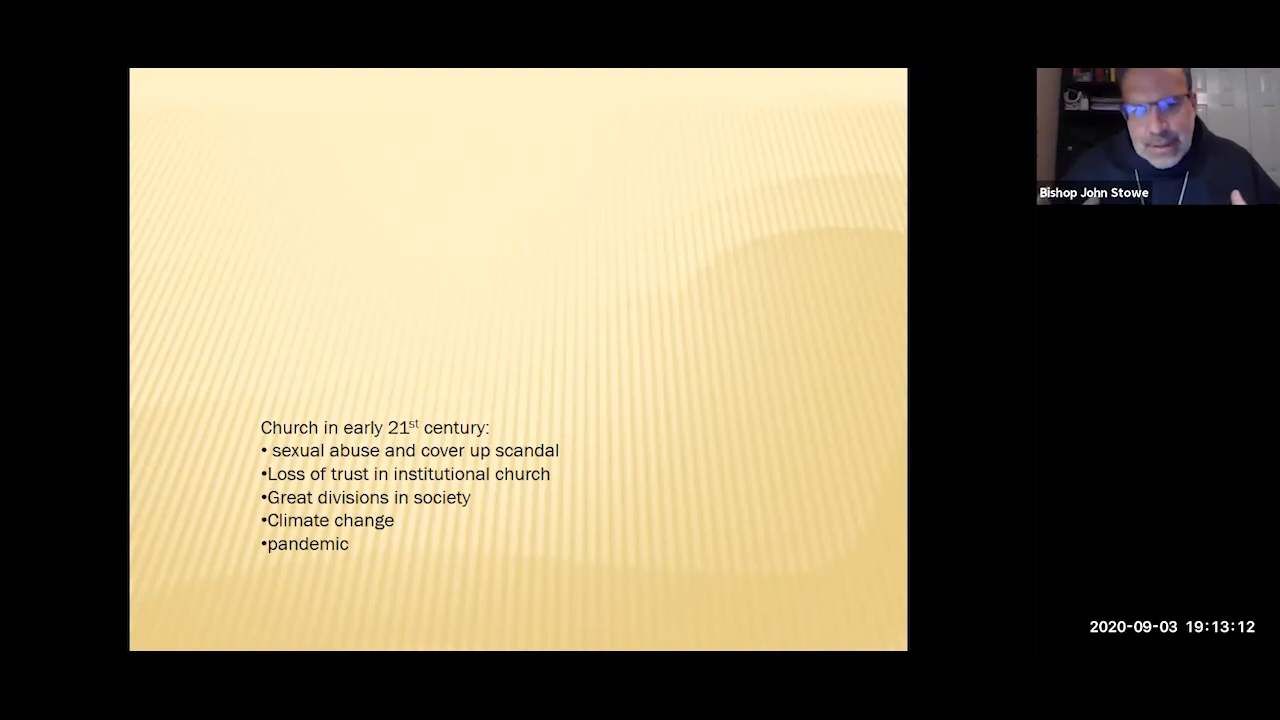 Church in early 21st century:
• sexual abuse and cover up scandal
•Loss of trust in institutional church
•Great divisions in society
•Climate change
•pandemic
Bishop John Stowe
2020-09-03 19:13:12